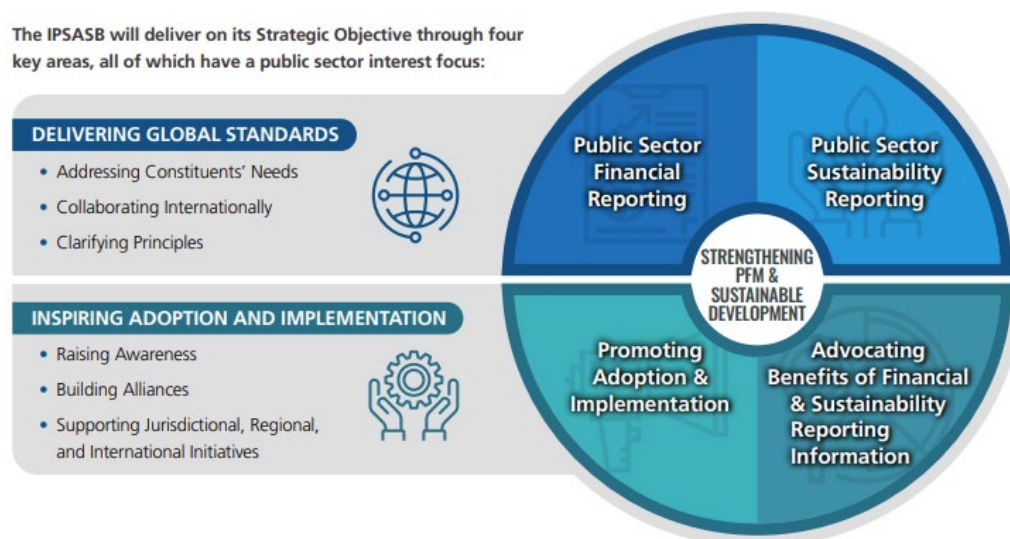 The IPSASB will deliver on its Strategic Objective through four
key areas, all of which have a public sector interest focus:
DELIVERING GLOBAL STANDARDS
• Addressing Constituents’ Needs
• Collaborating Internationally
• Clarifying Principles
INSPIRING ADOPTION AND IMPLEMENTATION
• Raising Awareness
• Building Alliances
• Supporting Jurisdictional, Regional,
and International Initiatives
Public Sector
Financial
Reporting
Public Sector
Sustainability
Reporting
STRENGTHENING
PFM &
SUSTAINABLE
DEVELOPMENT
Promoting
Adoption &
Implementation
Advocating
Benefits of Financial
& Sustainability
Reporting
Information